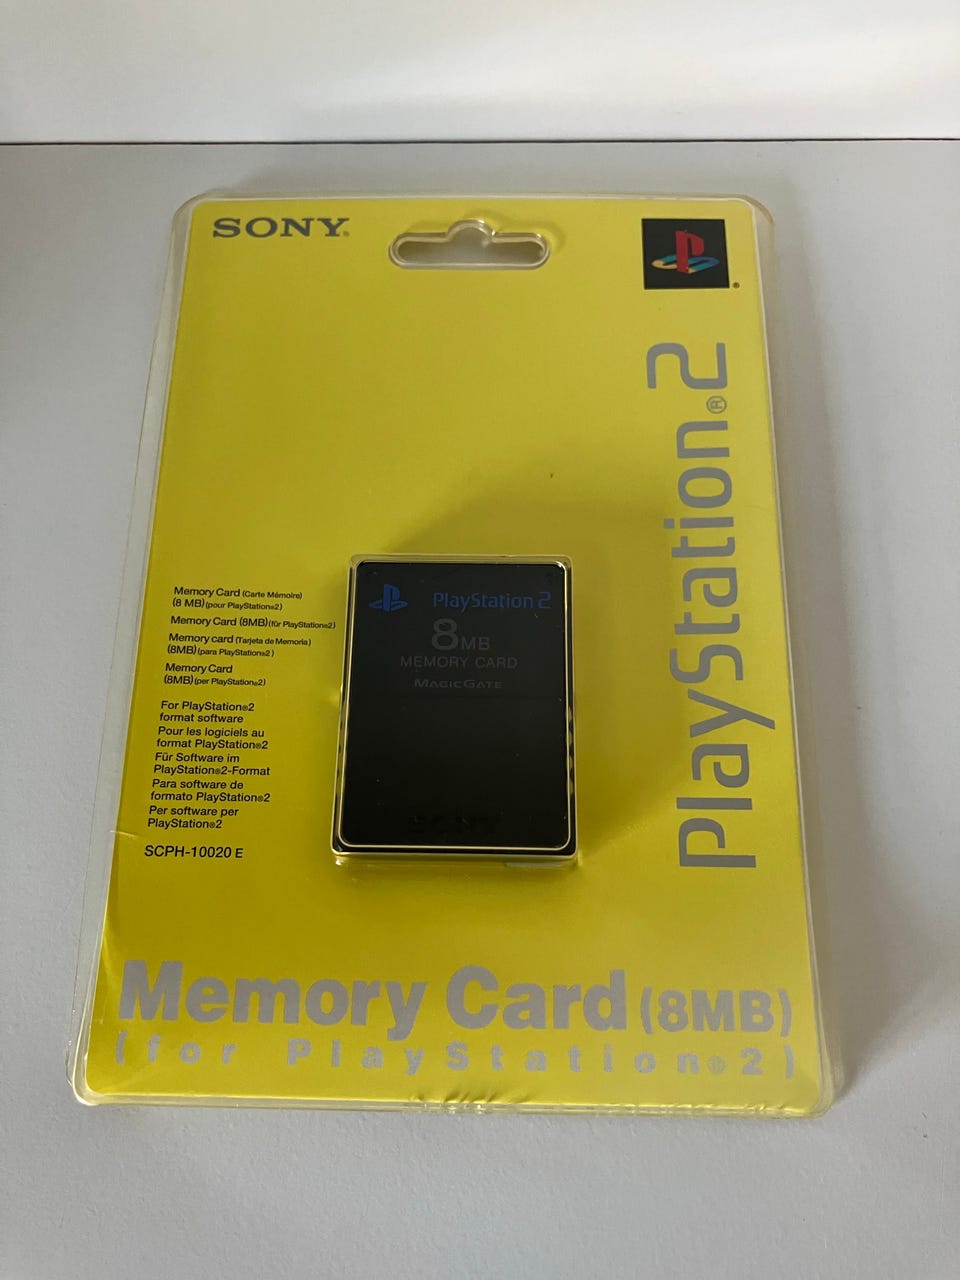 SONY®
PlayStation®2
Memory Card (Carte Mémoire)
(8 MB) (pour PlayStation®2)
Memory Card (8MB) (für PlayStation®2)
Memory card (Tarjeta de Memoria)
(8MB) (para PlayStation®2)
Memory Card
(8MB) (per PlayStation®2)
For PlayStation®2
format software
Pour les logiciels au
format PlayStation®2
Für Software im
PlayStation®2-Format
Para software de
formato PlayStation®2
Per software per
PlayStation®2
SCPH-10020 E
PlayStation 2
8MB
MEMORY CARD
MAGICGATE
SONY
Memory Card (8MB)
(for PlayStation®2)